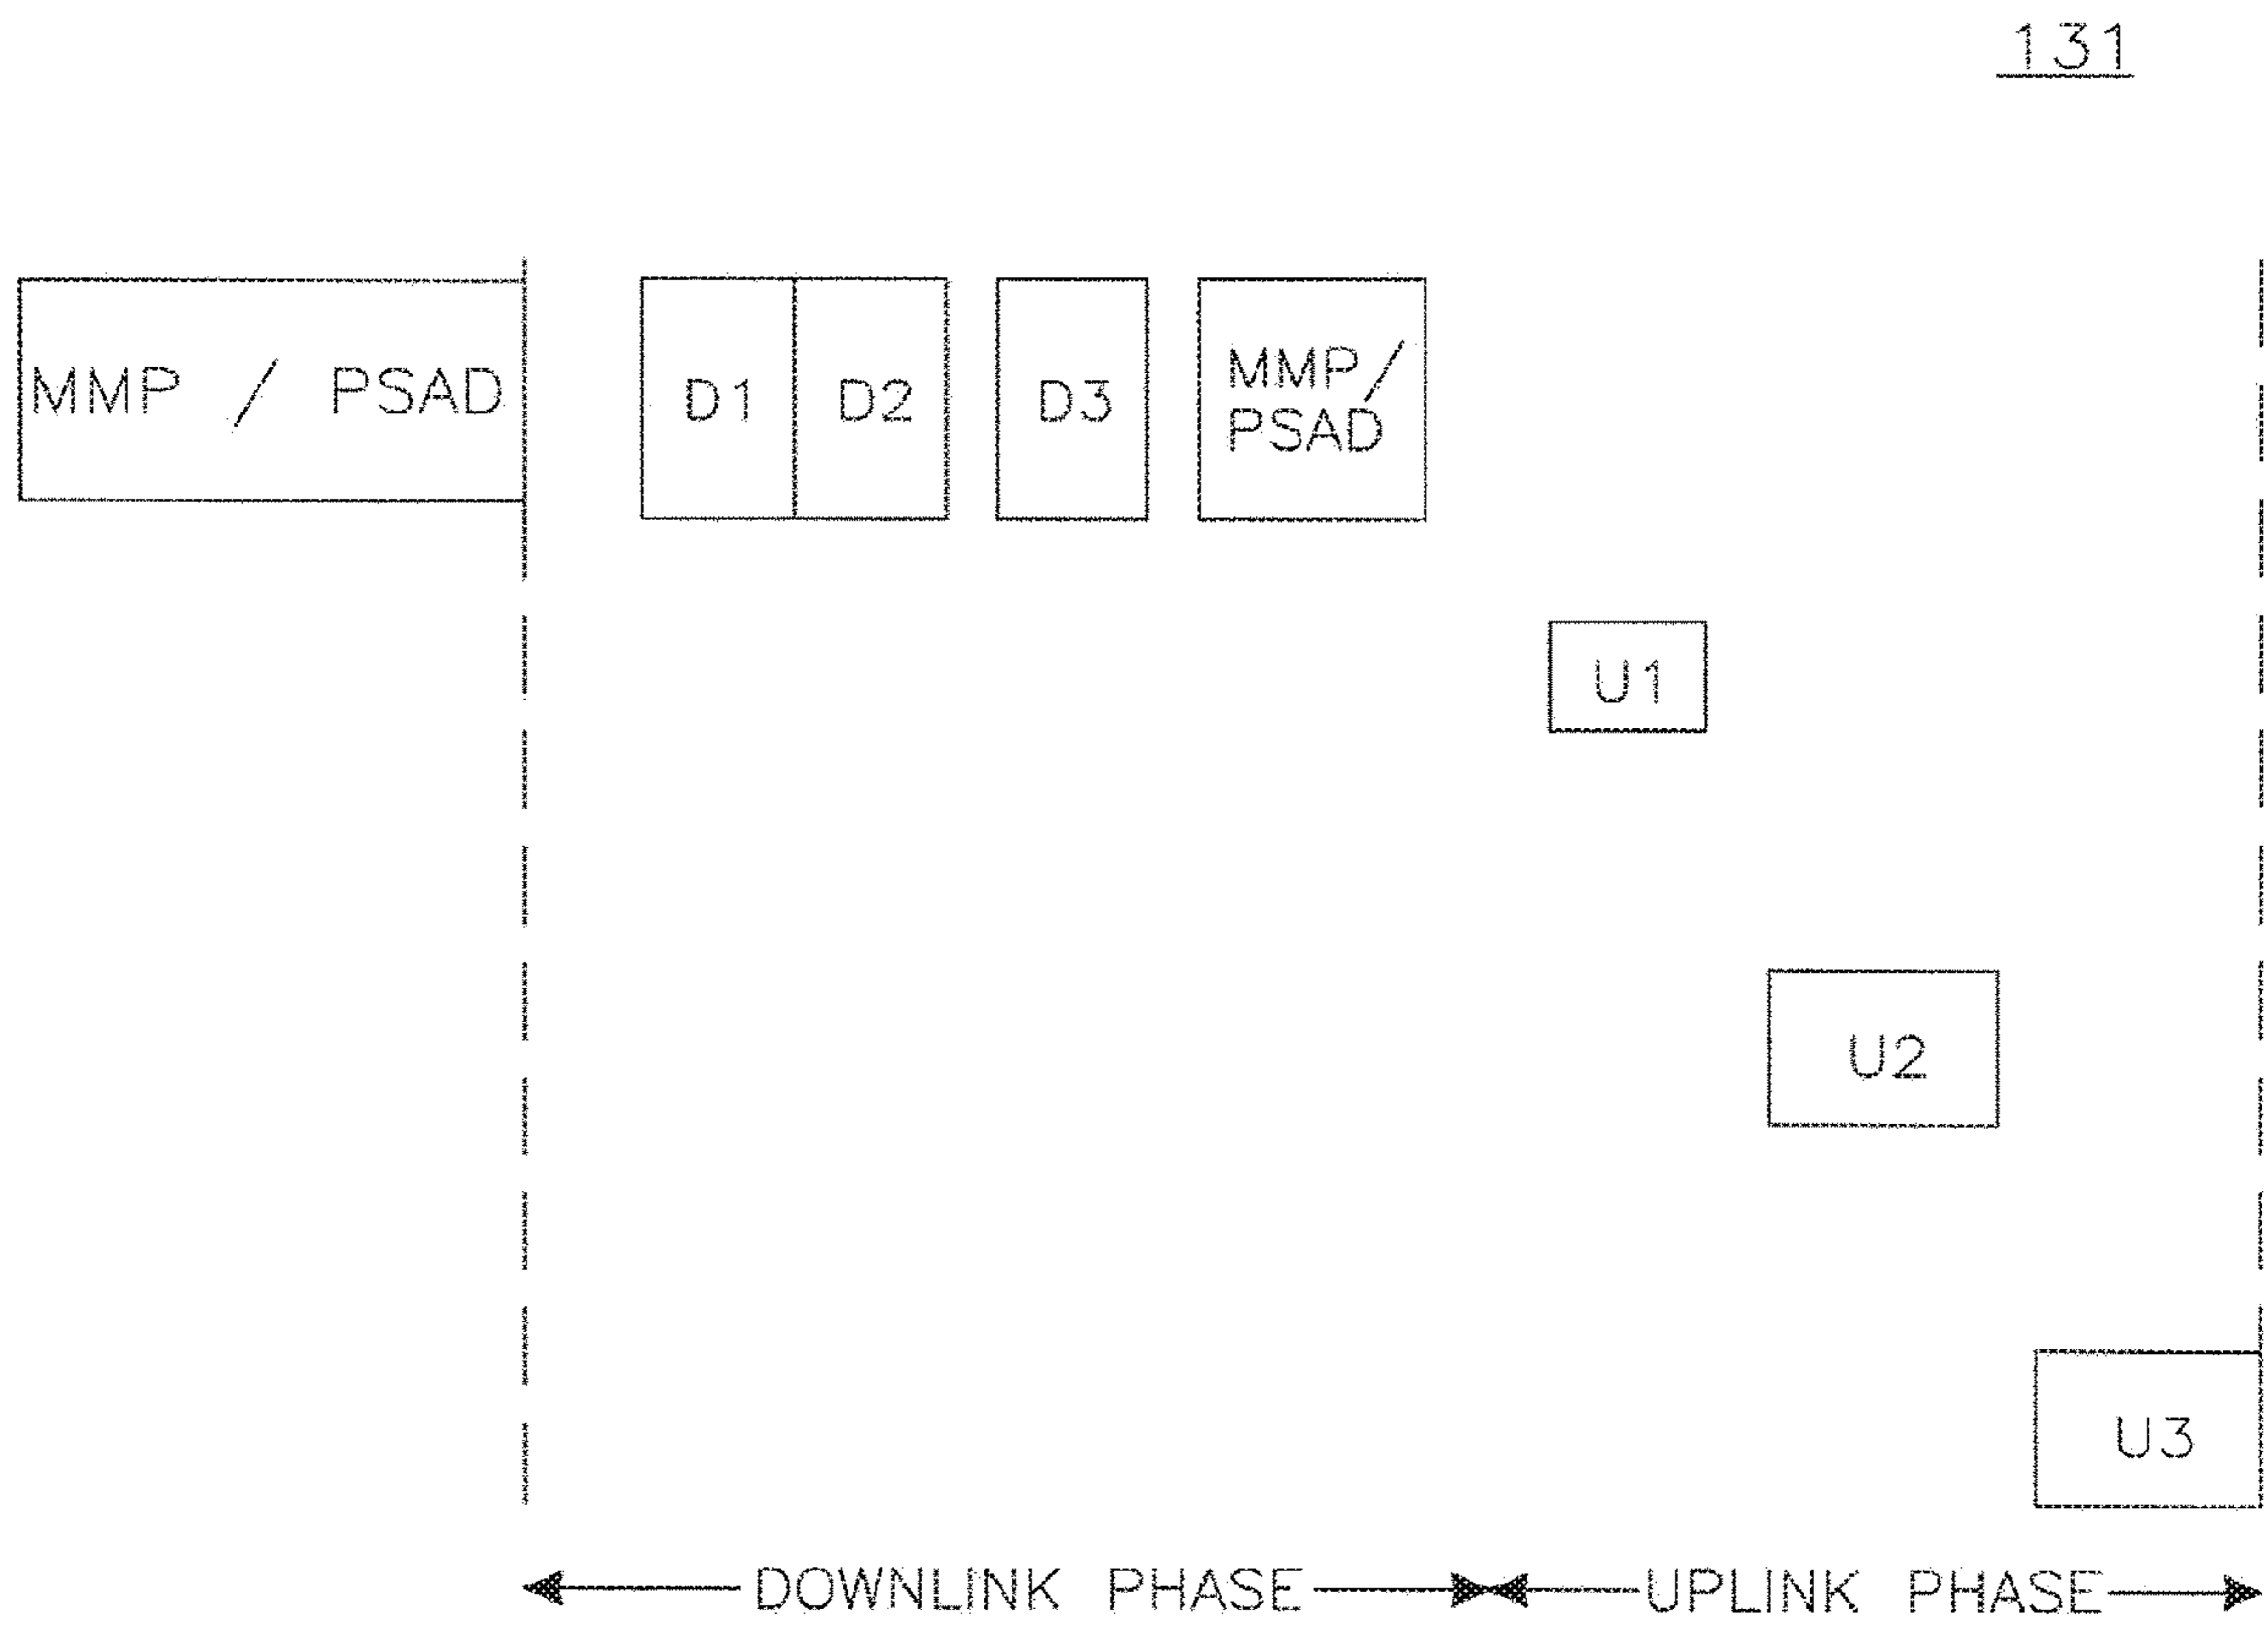 131
MMP / PSAD
D1
D2
D3
MMP/
PSAD
U1
U2
U3
DOWNLINK PHASE
UPLINK PHASE